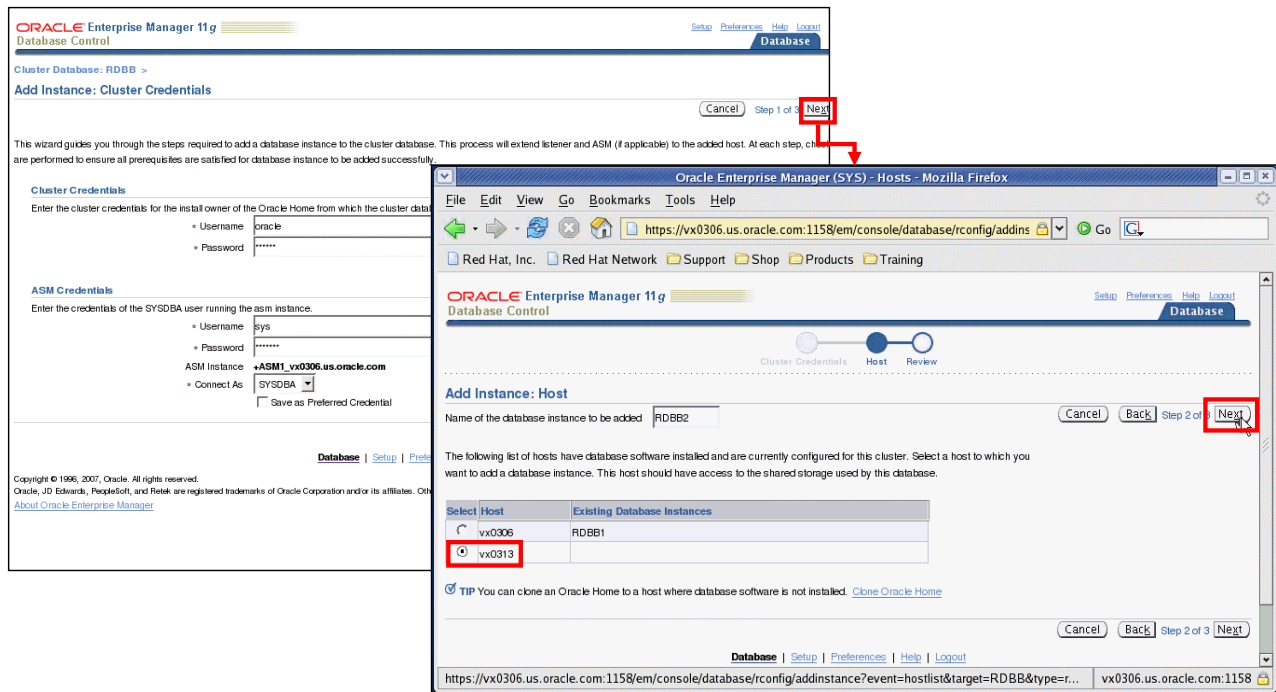 ORACLE Enterprise Manager 11g
Database Control
Setup Preferences Help Logout
Database
Cluster Database: RDBB >
Add Instance: Cluster Credentials
Cancel Step 1 of 3 Next
This wizard guides you through the steps required to add a database instance to the cluster database. This process will extend listener and ASM (if applicable) to the added host. At each step,
are performed to ensure all prerequisites are satisfied for database instance to be added successfully.
Cluster Credentials
Enter the cluster credentials for the install owner of the Oracle Home from which the cluster
* Username oracle
* Password ******
ASM Credentials
Enter the credentials of the SYSDBA user running the asm instance.
* Username sys
* Password *******
ASM Instance +ASM1_vx0306.us.oracle.com
* Connect As SYSDBA
Save as Preferred Credential
Database | Setup |
Copyright © 1996, 2007, Oracle. All rights reserved.
Oracle, JD Edwards, PeopleSoft, and Retek are registered trademarks of Oracle Corporation and/or its affiliates.
About Oracle Enterprise Manager
Oracle Enterprise Manager (SYS) - Hosts - Mozilla Firefox
File Edit View Go Bookmarks Tools Help
https://vx0306.us.oracle.com:1158/em/console/database/rconfig/addins Go G
Red Hat, Inc. Red Hat Network Support Shop Products Training
ORACLE Enterprise Manager 11g
Database Control
Setup Preferences Help Logout
Database
Cluster Credentials Host Review
Add Instance: Host
Name of the database instance to be added RDBB2
Cancel Back Step 2 of 3 Next
The following list of hosts have database software installed and are currently configured for this cluster. Select a host to which you
want to add a database instance. This host should have access to the shared storage used by this database.
Select Host Existing Database Instances
vx0306 RDBB1
vx0313
TIP You can clone an Oracle Home to a host where database software is not installed. Clone Oracle Home
Cancel Back Step 2 of 3 Next
Database | Setup | Preferences | Help | Logout
https://vx0306.us.oracle.com:1158/em/console/database/rconfig/addinstance?event=hostlist&target=RDBB&type=r... vx0306.us.oracle.com:1158